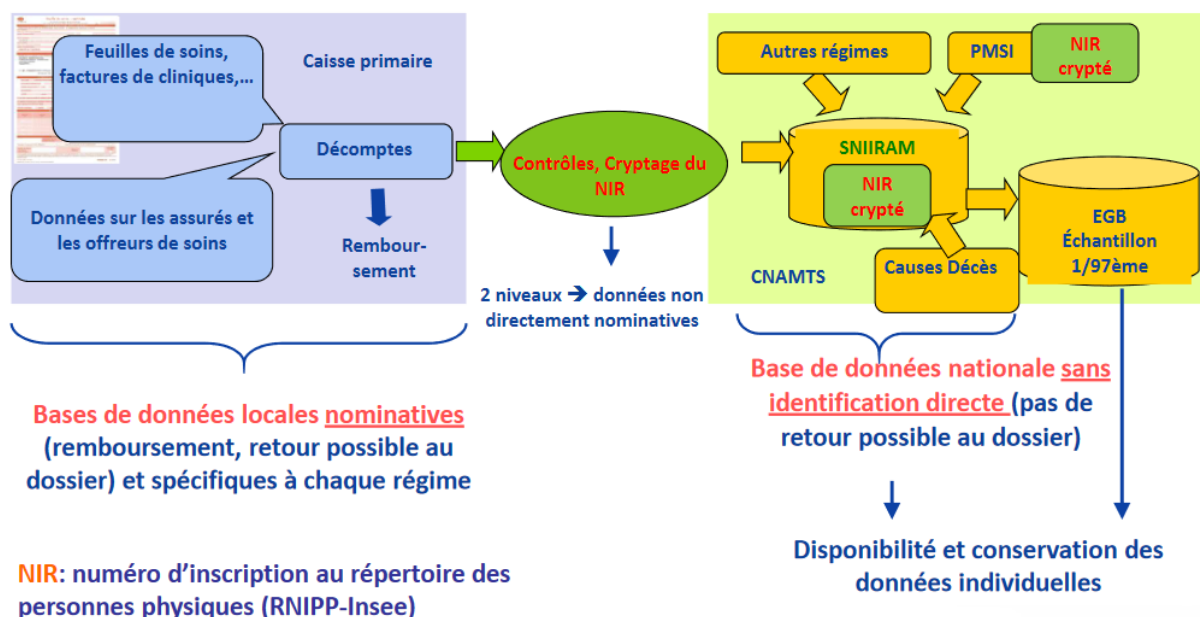 Feuilles de soins,
factures de cliniques,...
Caisse primaire
Décomptes
Données sur les assurés et
les offreurs de soins
Rembour-
sement
Contrôles, Cryptage du
NIR
2 niveaux ➔ données non
directement nominatives
Autres régimes
PMSI
NIR
crypté
SNIIRAM
NIR
crypté
Causes Décès
CNAMTS
EGB
Échantillon
1/97ème
Bases de données locales nominatives
(remboursement, retour possible au
dossier) et spécifiques à chaque régime
Base de données nationale sans
identification directe (pas de
retour possible au dossier)
Disponibilité et conservation des
données individuelles
NIR: numéro d'inscription au répertoire des
personnes physiques (RNIPP-Insee)